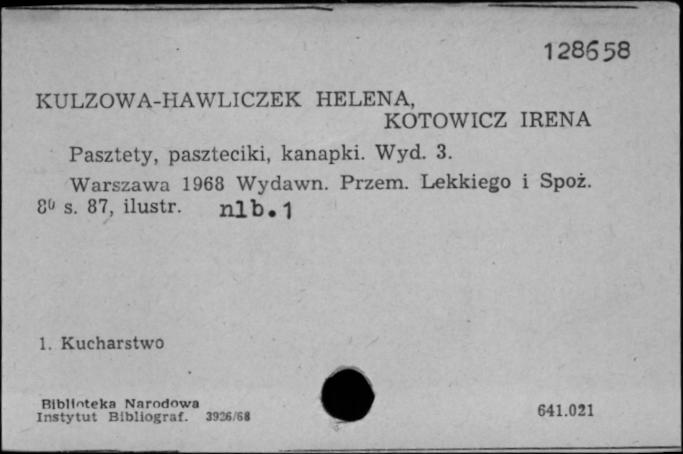 128658
KULZOWA-HAWLICZEK HELENA,
KOTOWICZ IRENA
Pasztety, paszteciki, kanapki. Wyd. 3.
Warszawa 1968 Wydawn. Przem. Lekkiego i Spoż.
8⁰ s. 87, ilustr. nlb.1
1. Kucharstwo
Biblioteka Narodowa
Instytut Bibliograf. 3926/68
641.021